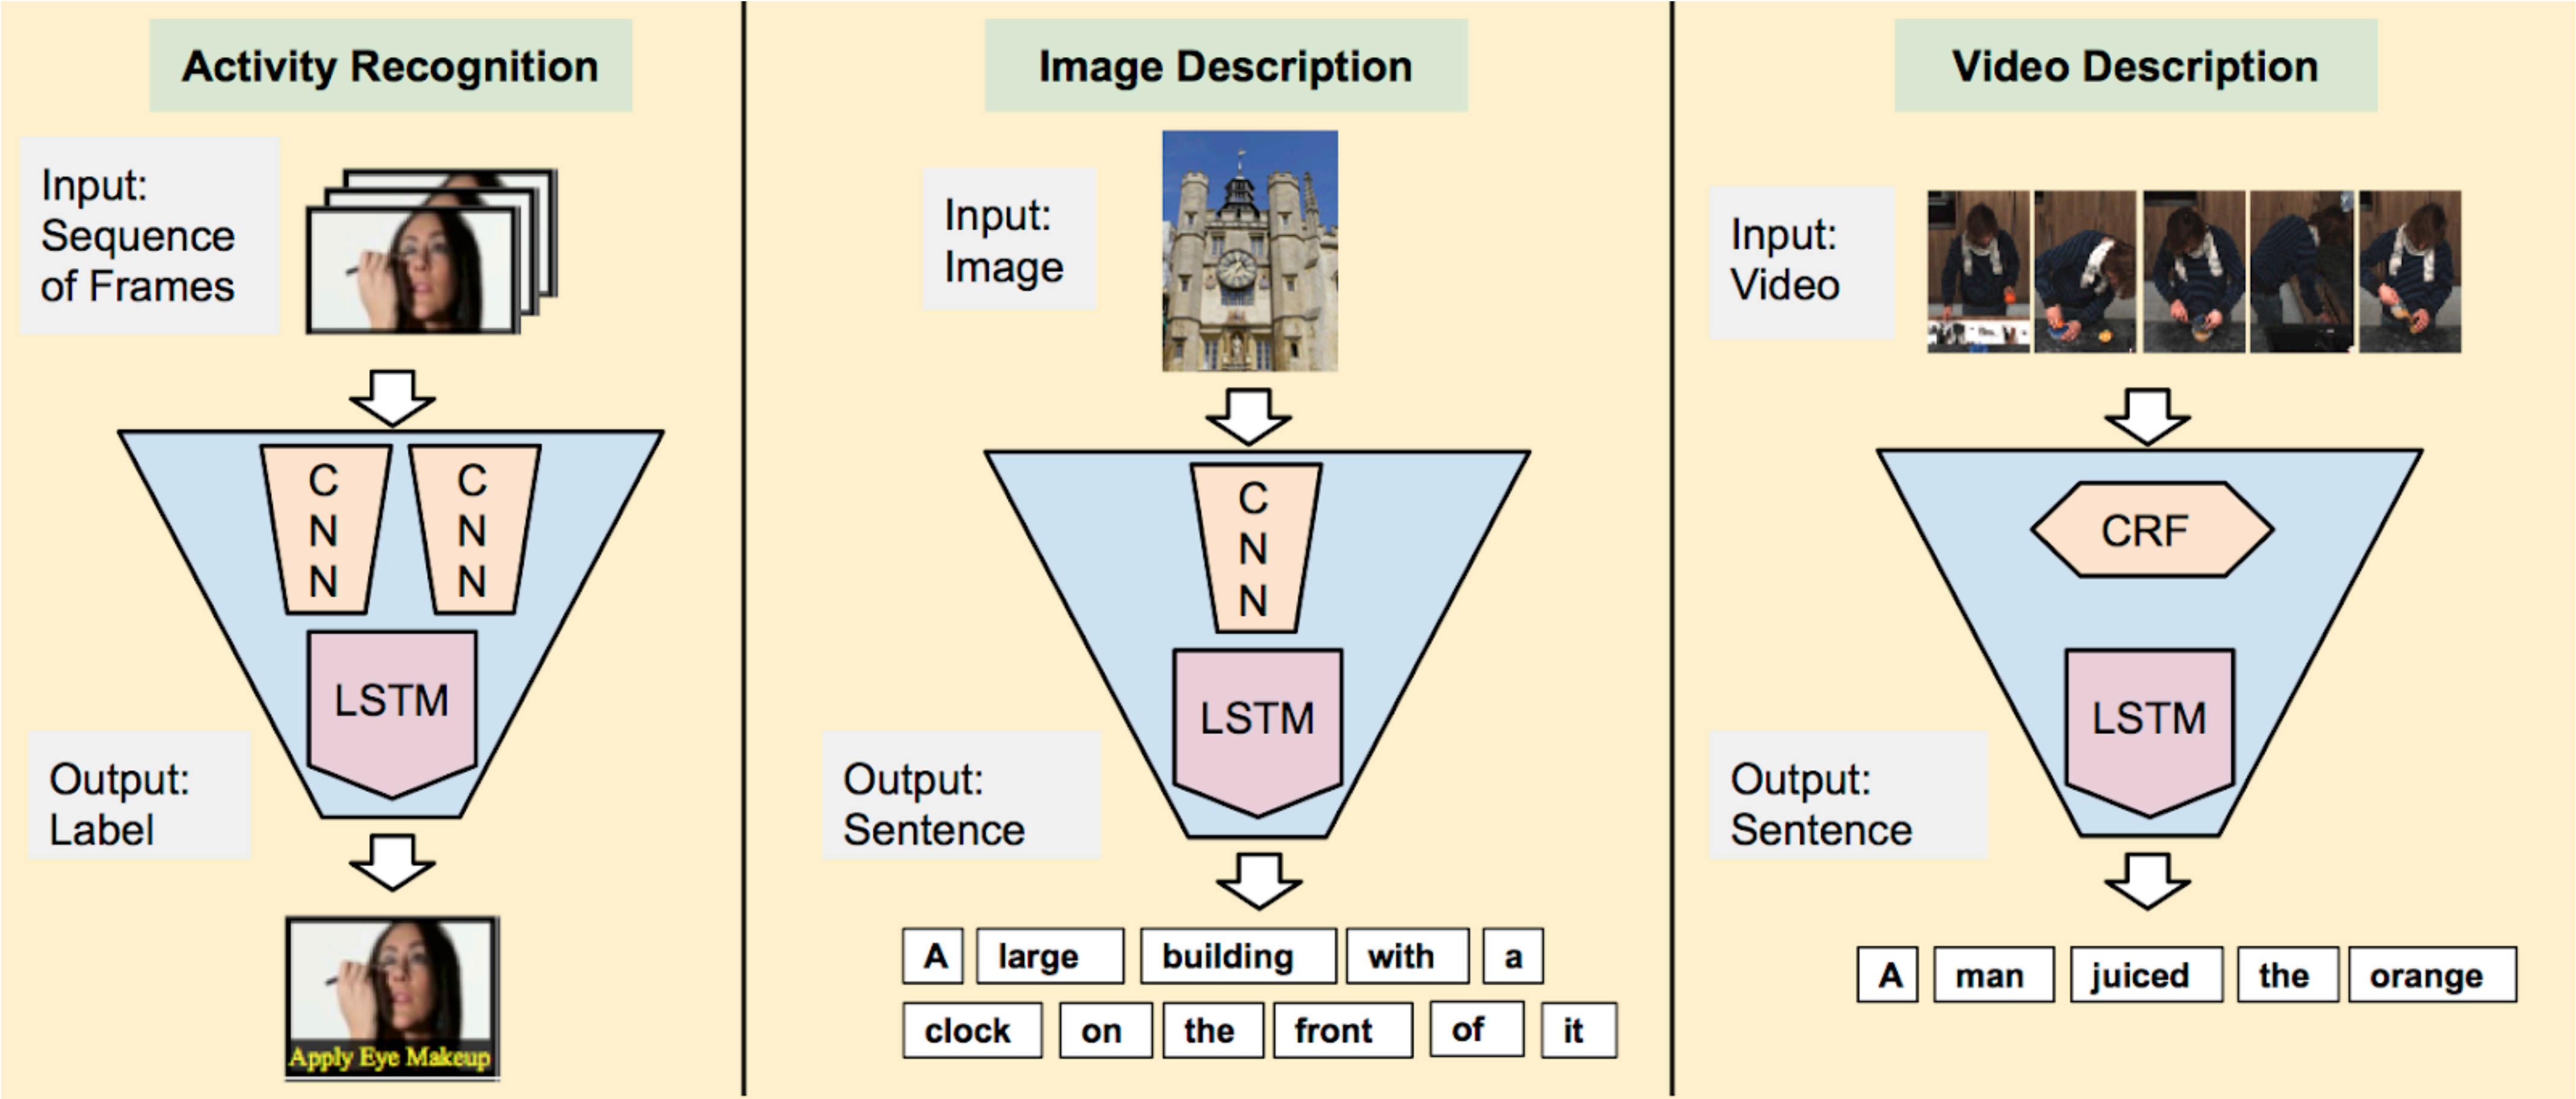 Activity Recognition
Input:
Sequence
of Frames
C
N
N
C
N
N
LSTM
Output:
Label
Apply Eye Makeup
Image Description
Input:
Image
C
N
N
LSTM
Output:
Sentence
A large building with a
clock on the front of it
Video Description
Input:
Video
CRF
LSTM
Output:
Sentence
A man juiced the orange